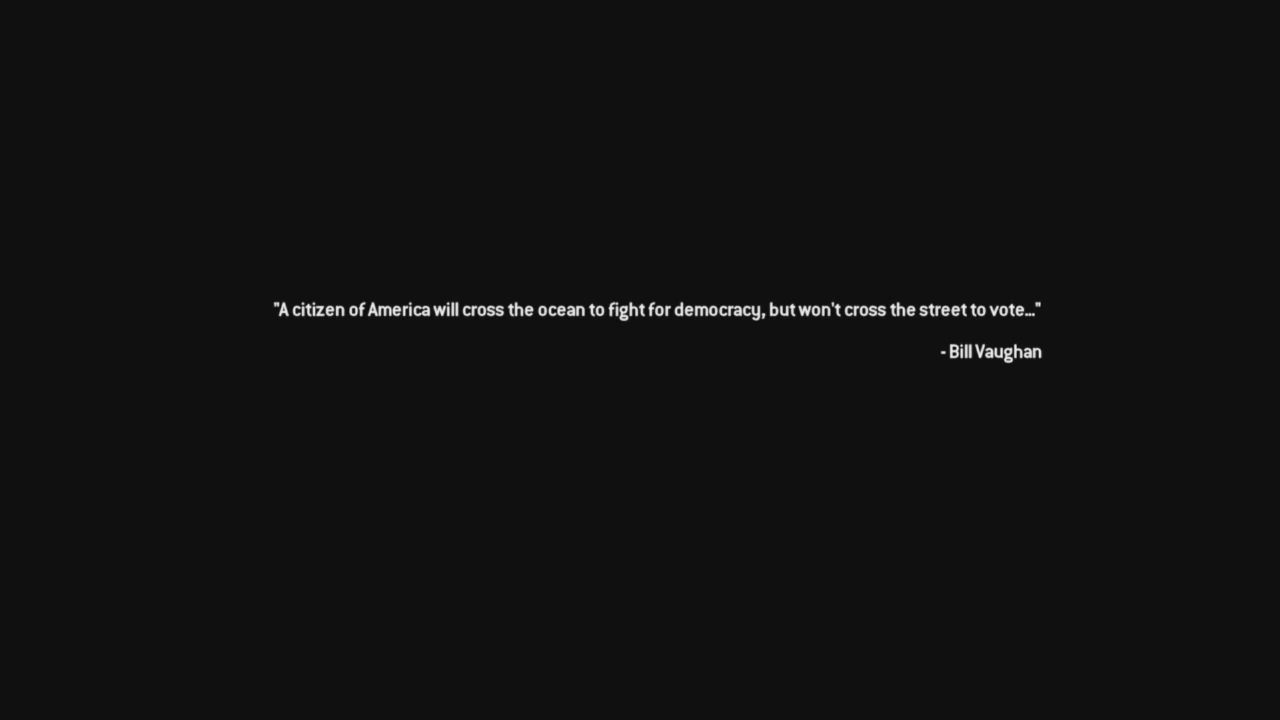 "A citizen of America will cross the ocean to fight for democracy, but won't cross the street to vote..."
- Bill Vaughan